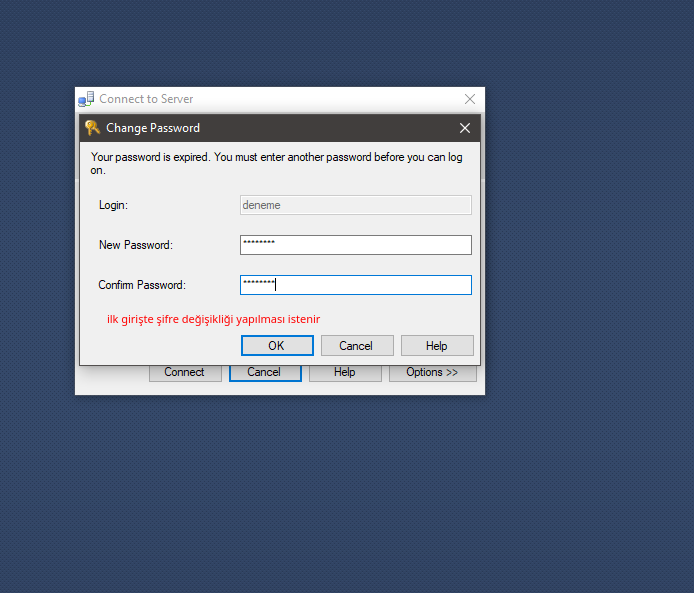 Connect to Server
Change Password
Your password is expired. You must enter another password before you can log
on.
Login: deneme
New Password: ********
Confirm Password: ********
ilk girişte şifre değişikliği yapılması istenir
OK Cancel Help
Connect Cancel Help Options >>